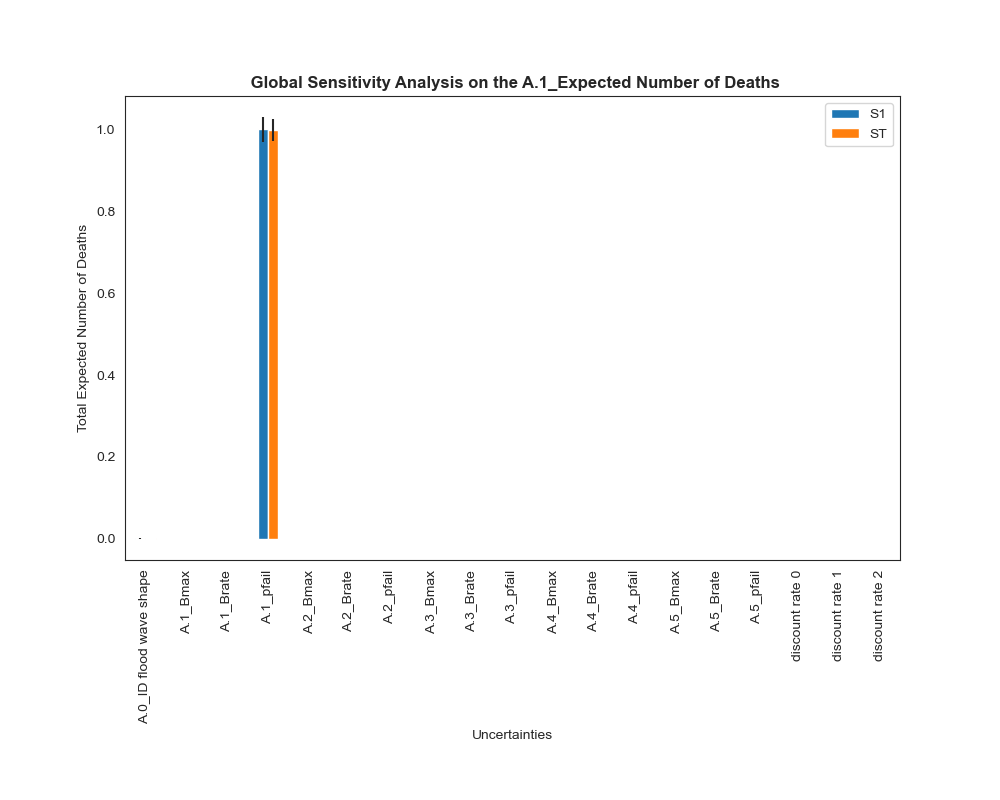 Global Sensitivity Analysis on the A.1_Expected Number of Deaths
S1
ST
Total Expected Number of Deaths
1.0
0.8
0.6
0.4
0.2
0.0
A.0_ID flood wave shape
A.1_Bmax
A.1_Brate
A.1_pfail
A.2_Bmax
A.2_Brate
A.2_pfail
A.3_Bmax
A.3_Brate
A.3_pfail
A.4_Bmax
A.4_Brate
A.4_pfail
A.5_Bmax
A.5_Brate
A.5_pfail
discount rate 0
discount rate 1
discount rate 2
Uncertainties